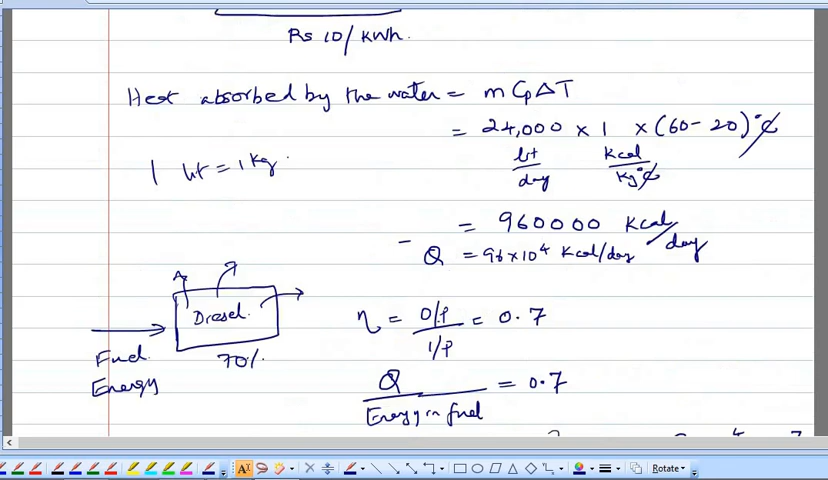 Rs 10/kWh.
Heat absorbed by the water = m Cp ΔT
= 24,000 × 1 × (60 - 20) °C
lit/day Kcal/kg °C
1 lit = 1 kg.
= 960000 Kcal/day
Q = 96 × 10⁴ Kcal/day
Diesel
70%
Fuel
Energy
η = O/P / I/P = 0.7
Q / Energy in fuel = 0.7
Rotate